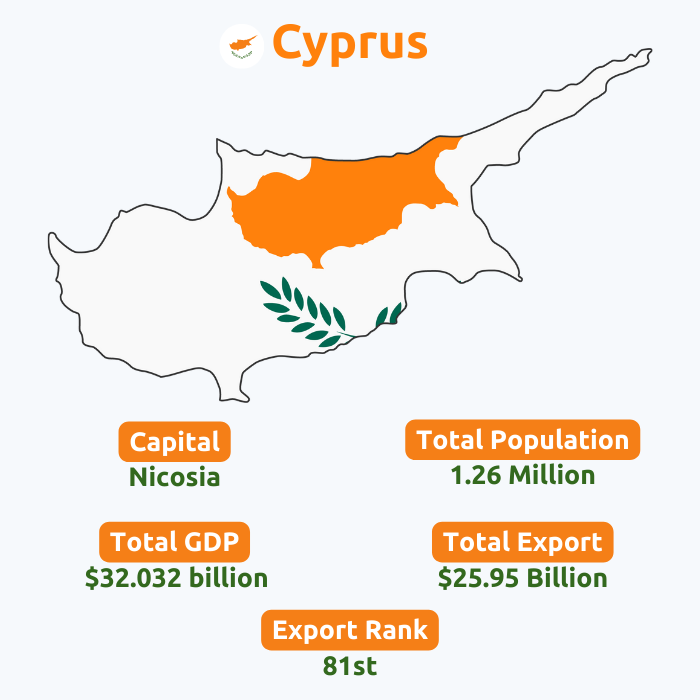 Cyprus
Capital
Nicosia
Total Population
1.26 Million
Total GDP
$32.032 billion
Total Export
$25.95 Billion
Export Rank
81st